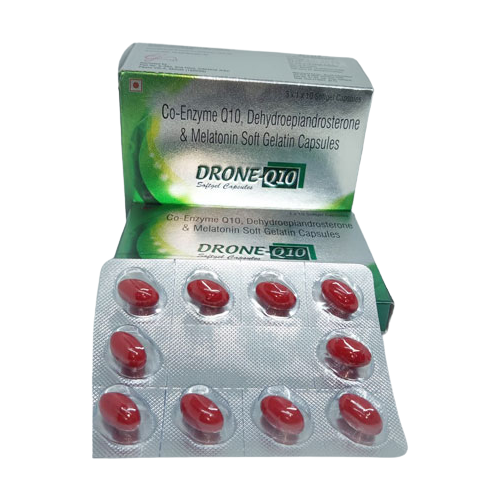 Co-Enzyme Q10, Dehydroepiandrosterone
& Melatonin Soft Gelatin Capsules
DRONE-Q10
Softgel Capsules
Co-Enzyme Q10, Dehydroepiandrosterone
& Melatonin Soft Gelatin Capsules
DRONE-Q10
Softgel Capsules